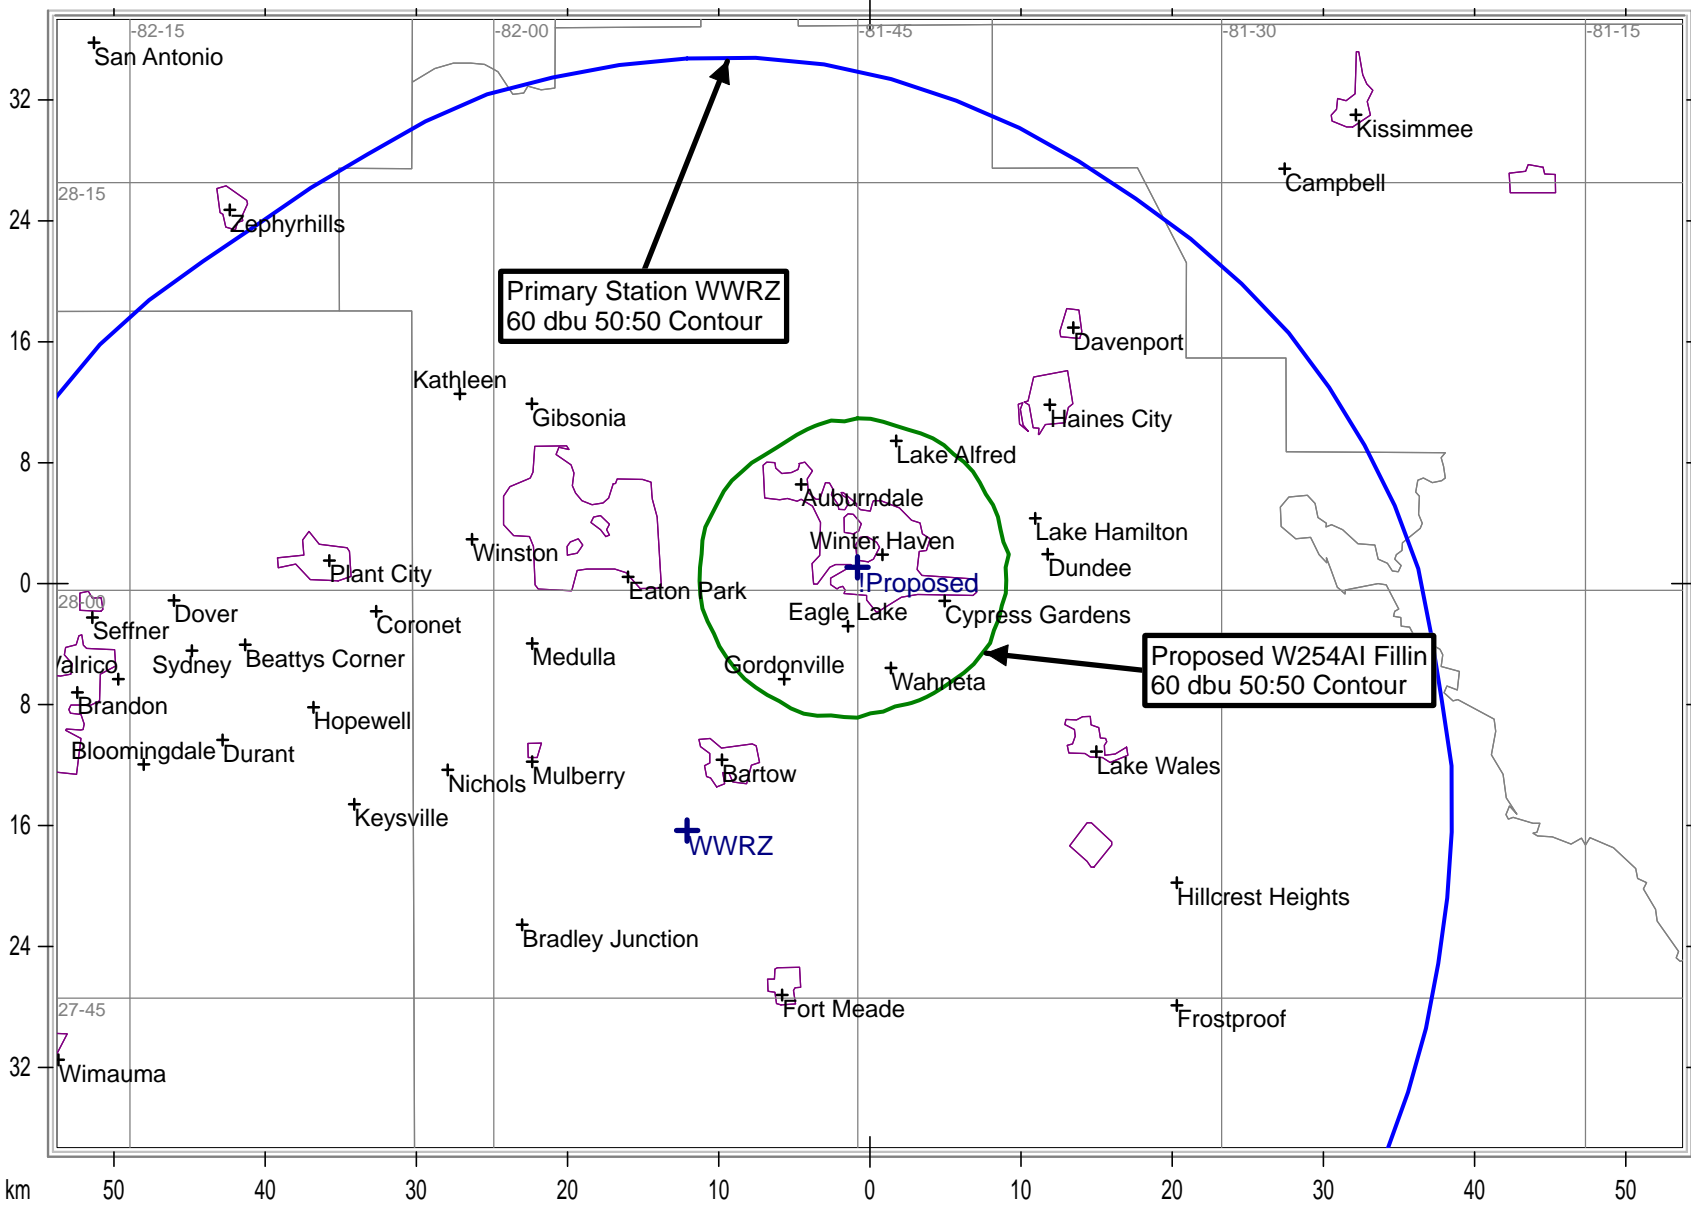 -82-15
-82-00
-81-45
-81-30
-81-15
San Antonio
32
Kissimmee
28-15
Campbell
24
Zephyrhills
Primary Station WWRZ
60 dbu 50:50 Contour
16
Davenport
Kathleen
Gibsonia
Haines City
8
Lake Alfred
Auburndale
Lake Hamilton
Winter Haven
Winston
Dundee
Plant City
0
!Proposed
Eaton Park
28-00
Dover
Eagle Lake
Cypress Gardens
Seffner
Coronet
Valrico
Sydney
Beattys Corner
Medulla
Gordonville
Wahneta
Proposed W254AI Fillin
60 dbu 50:50 Contour
8
Brandon
Hopewell
Bloomingdale
Durant
Nichols
Mulberry
Bartow
Lake Wales
16
Keysville
WWRZ
Hillcrest Heights
24
Bradley Junction
27-45
Fort Meade
Frostproof
32
Wimauma
km
50
40
30
20
10
0
10
20
30
40
50